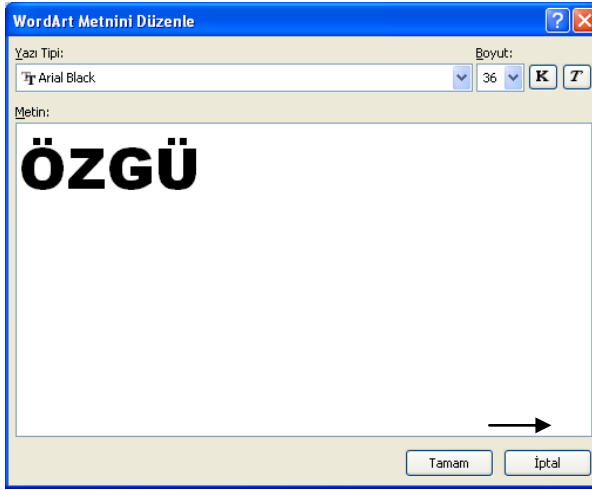 WordArt Metnini Düzenle
Yazı Tipi: Boyut:
Arial Black 36 K T
Metin:
ÖZGÜ
Tamam İptal